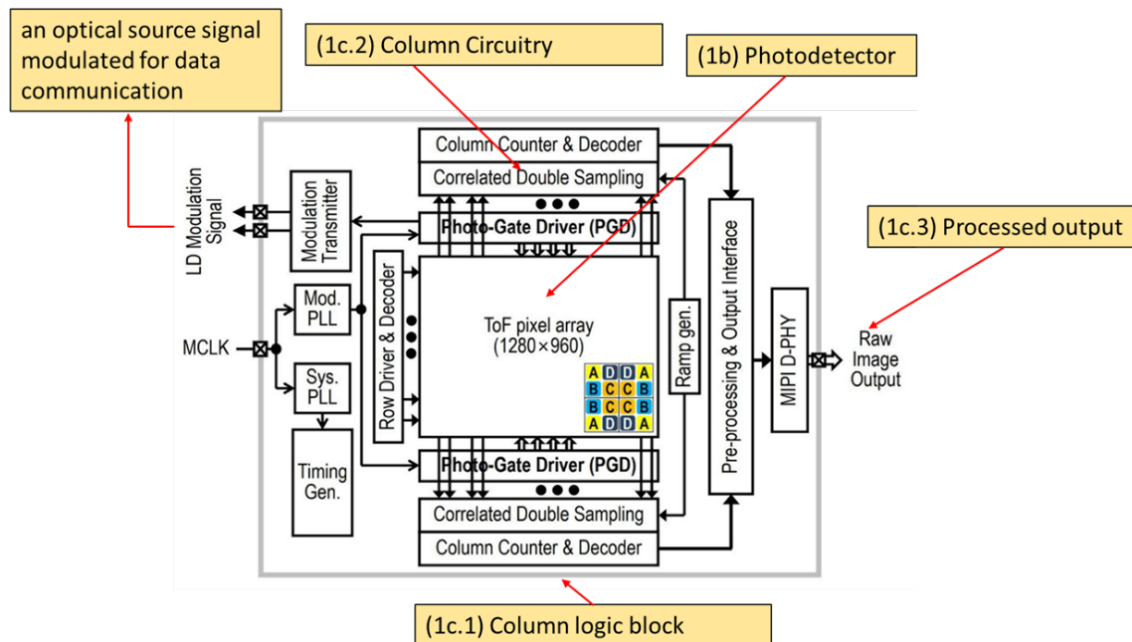 an optical source signal
modulated for data
communication
(1c.2) Column Circuitry
(1b) Photodetector
Column Counter & Decoder
Correlated Double Sampling
Photo-Gate Driver (PGD)
LD Modulation
Signal
Modulation
Transmitter
(1c.3) Processed output
MCLK
Mod.
PLL
Sys.
PLL
Timing
Gen.
Row Driver & Decoder
ToF pixel array
(1280×960)
A D D A
B C C B
B C C B
A D D A
Ramp gen.
Pre-processing & Output Interface
MIPI D-PHY
Raw
Image
Output
Photo-Gate Driver (PGD)
Correlated Double Sampling
Column Counter & Decoder
(1c.1) Column logic block